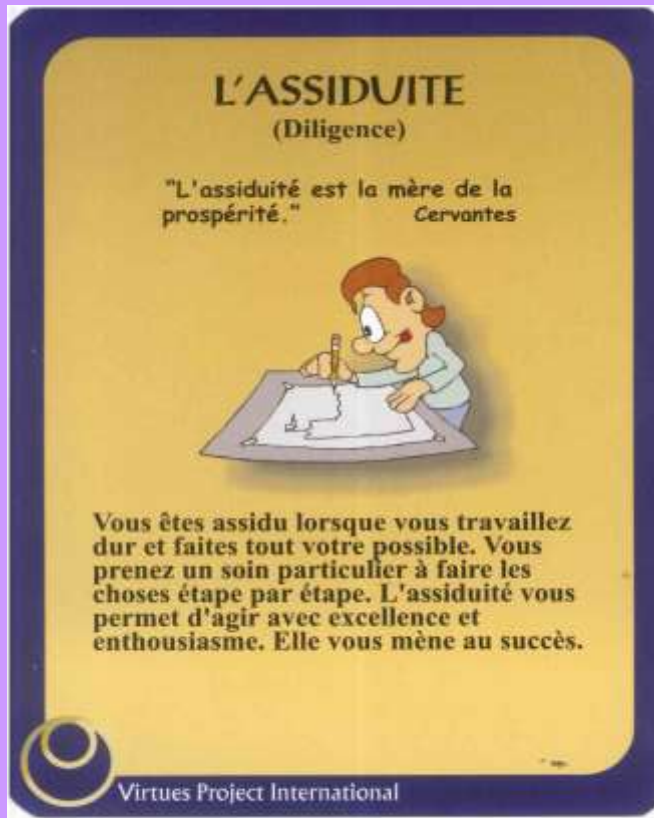 L'ASSIDUITE
(Diligence)
"L'assiduité est la mère de la
prospérité." Cervantes
Vous êtes assidu lorsque vous travaillez
dur et faites tout votre possible. Vous
prenez un soin particulier à faire les
choses étape par étape. L'assiduité vous
permet d'agir avec excellence et
enthousiasme. Elle vous mène au succès.
Virtues Project International